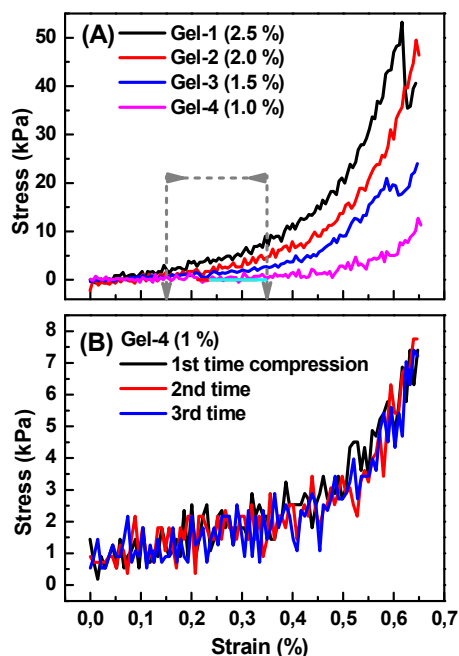 (A)
Gel-1 (2.5 %)
Gel-2 (2.0 %)
Gel-3 (1.5 %)
Gel-4 (1.0 %)
50
40
30
20
10
0
Stress (kPa)
(B)
Gel-4 (1 %)
1st time compression
2nd time
3rd time
8
7
6
5
4
3
2
1
0
Stress (kPa)
0,0 0,1 0,2 0,3 0,4 0,5 0,6 0,7
Strain (%)